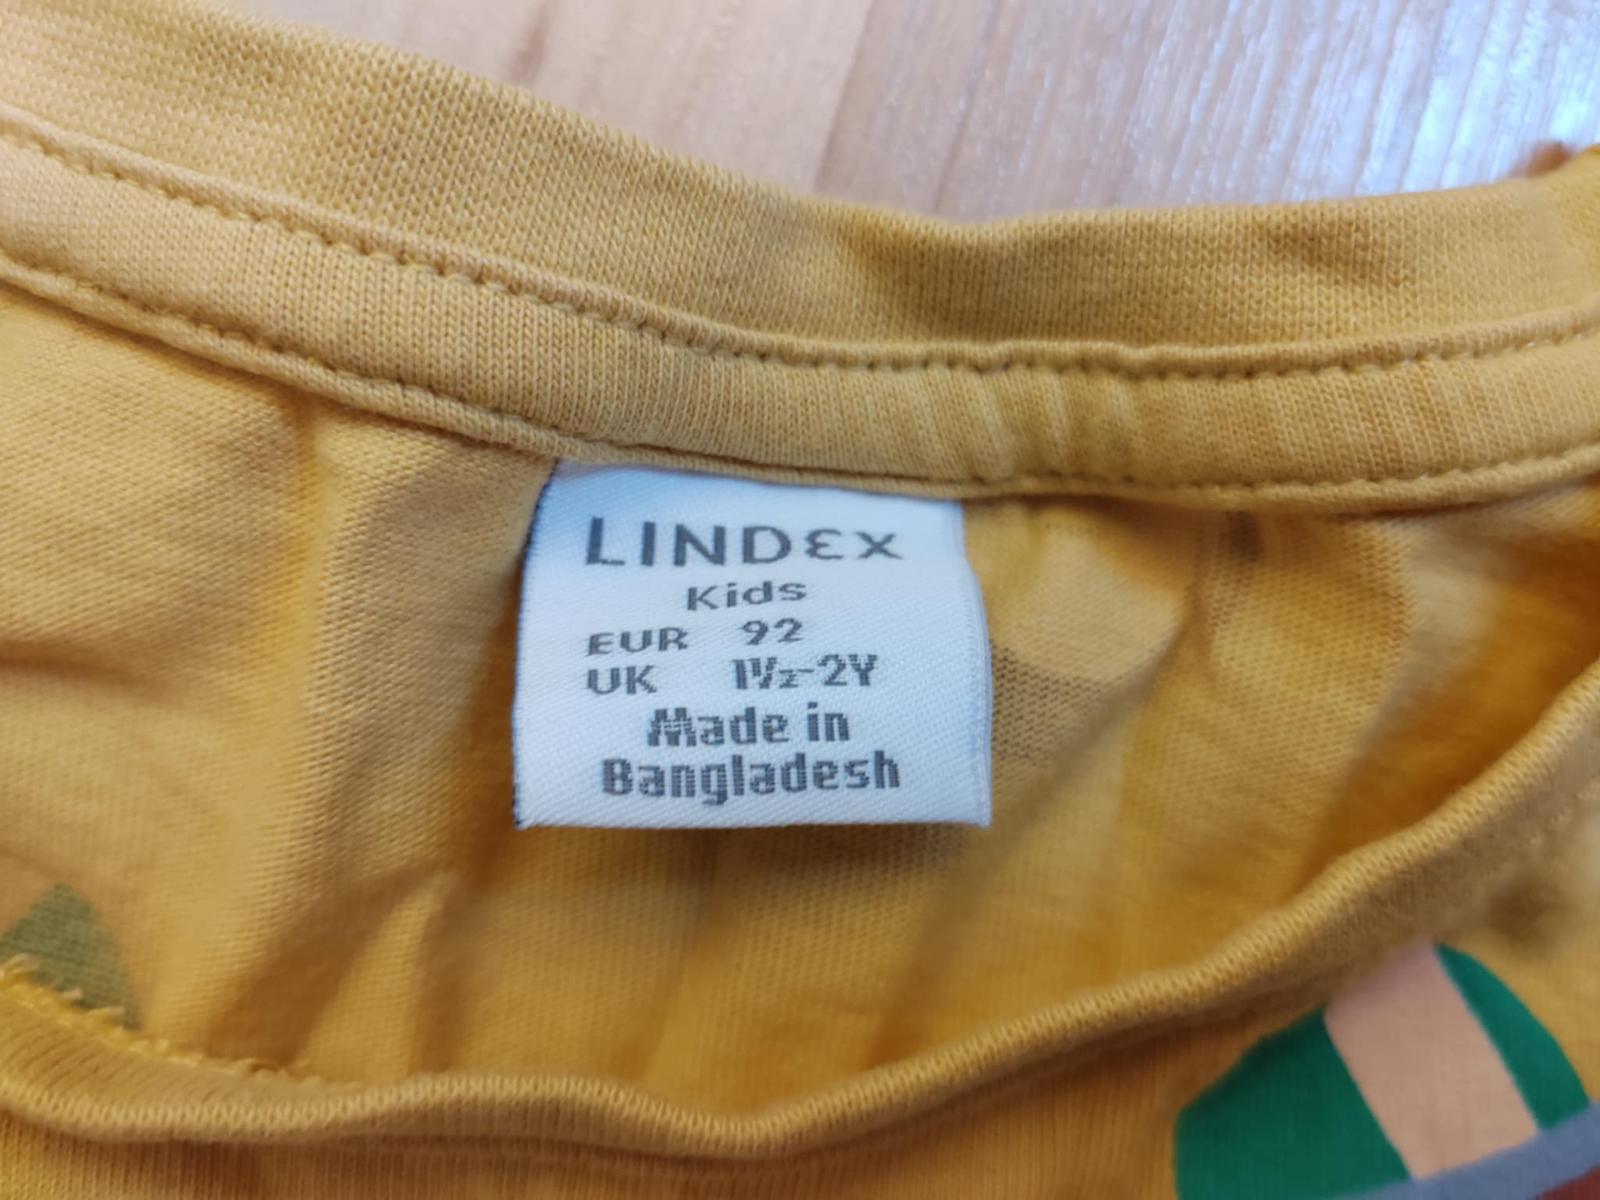 LINDEX
Kids
EUR 92
UK 1½-2Y
Made in
Bangladesh